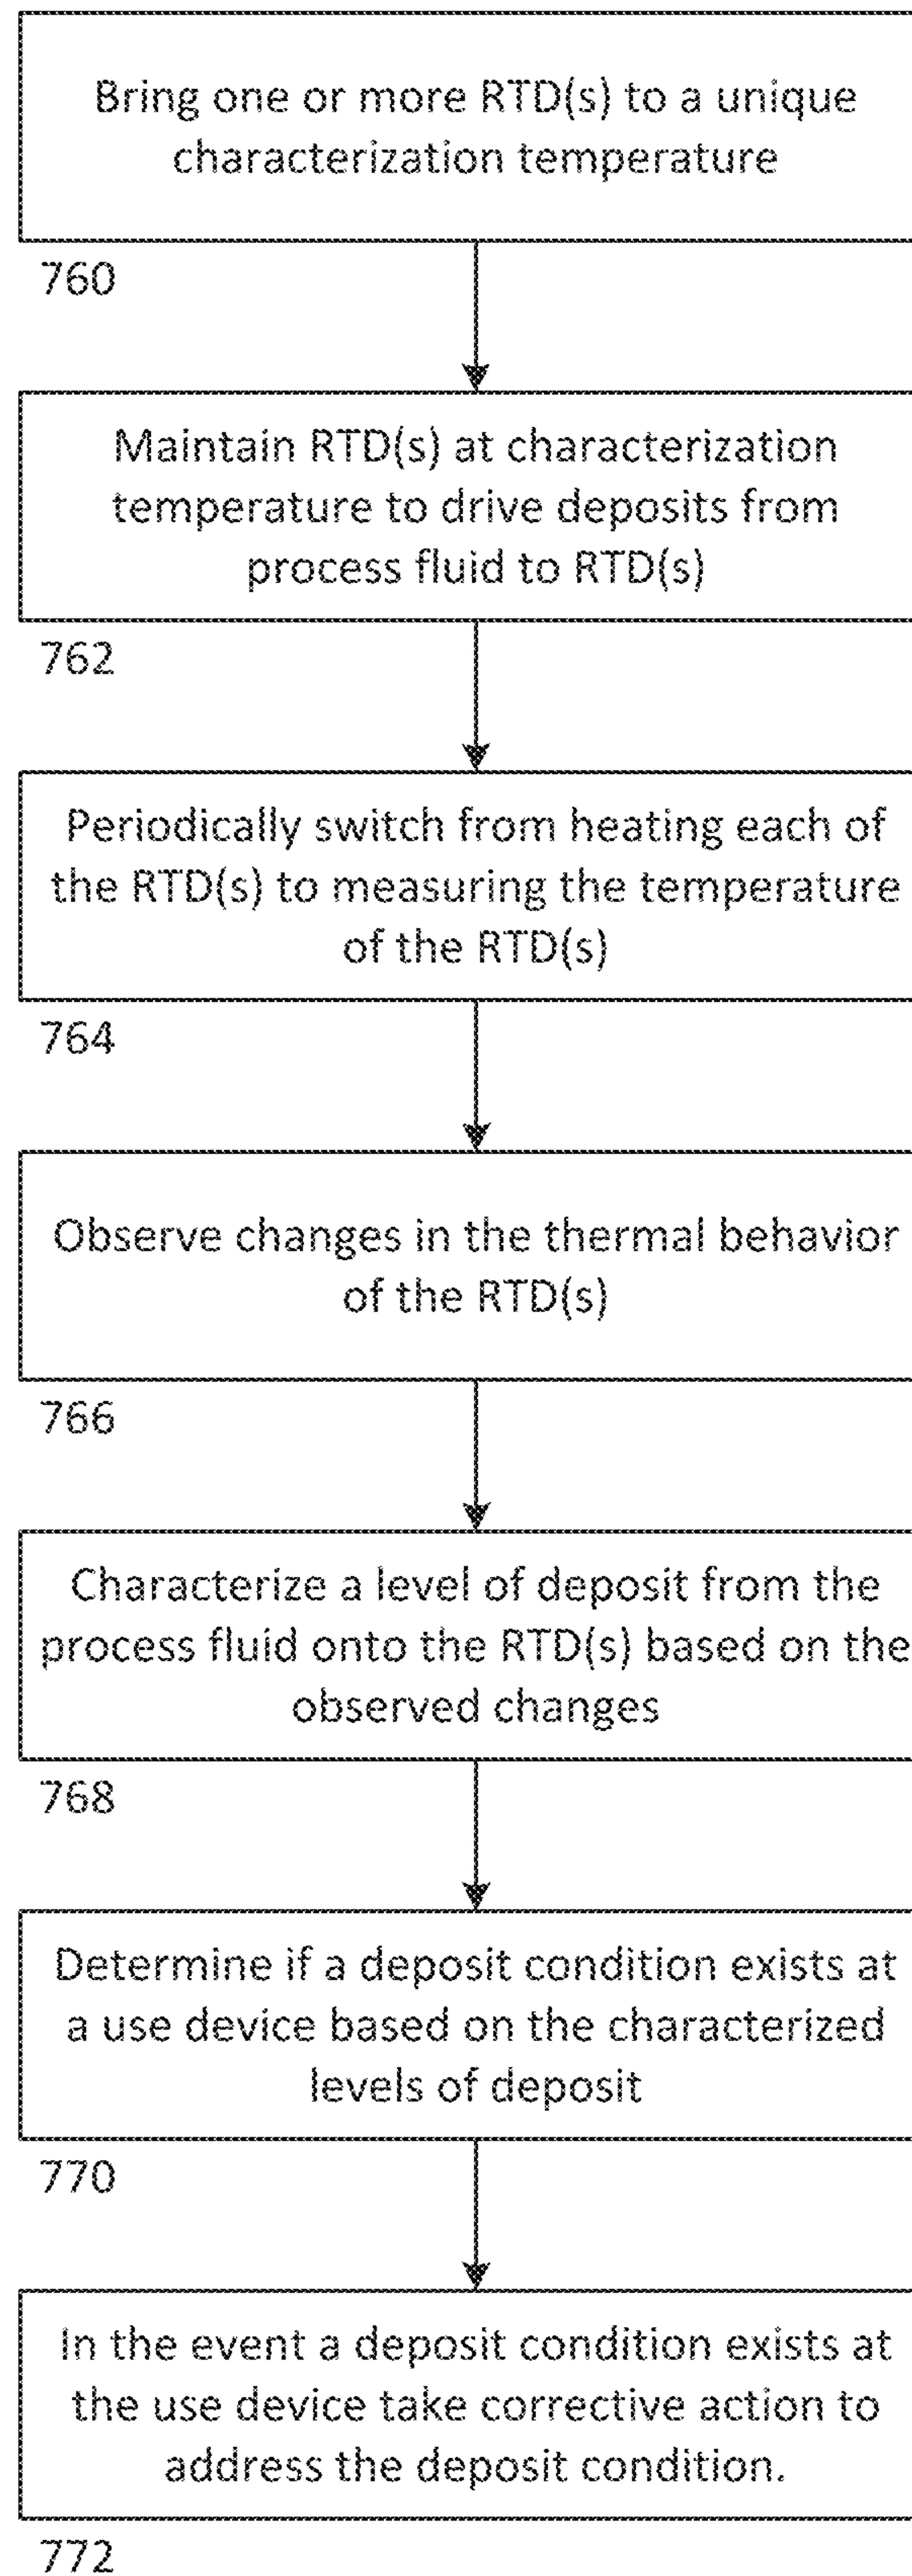 Bring one or more RTD(s) to a unique
characterization temperature
760
Maintain RTD(s) at characterization
temperature to drive deposits from
process fluid to RTD(s)
762
Periodically switch from heating each of
the RTD(s) to measuring the temperature
of the RTD(s)
764
Observe changes in the thermal behavior
of the RTD(s)
766
Characterize a level of deposit from the
process fluid onto the RTD(s) based on the
observed changes
768
Determine if a deposit condition exists at
a use device based on the characterized
levels of deposit
770
In the event a deposit condition exists at
the use device take corrective action to
address the deposit condition.
772